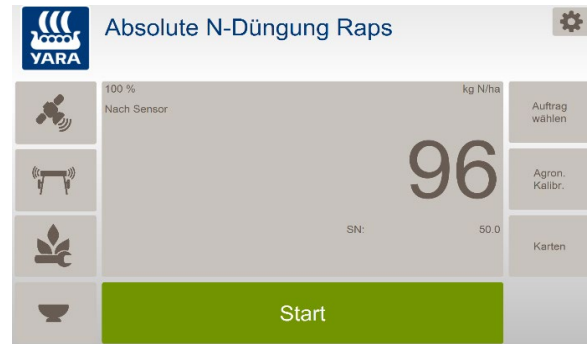 YARA
Absolute N-Düngung Raps
100 %
kg N/ha
Nach Sensor
96
SN:
50.0
Auftrag
wählen
Agron.
Kalibr.
Karten
Start